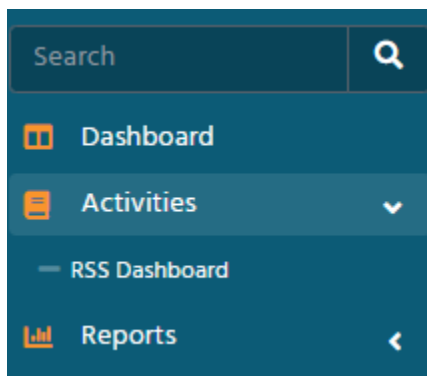 Search
Dashboard
Activities
RSS Dashboard
Reports